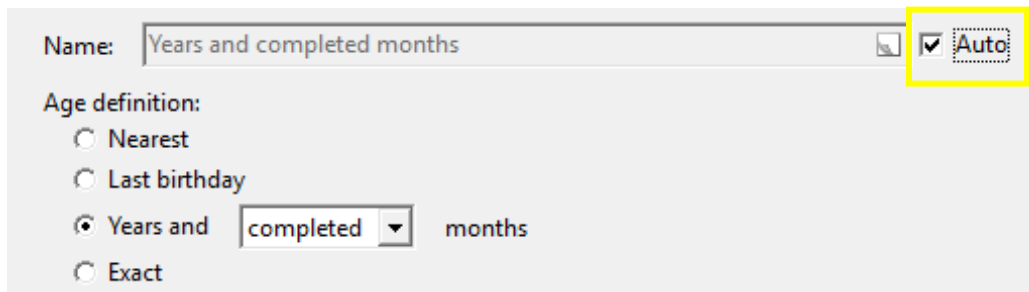 Name: Years and completed months Auto
Age definition:
Nearest
Last birthday
Years and completed months
Exact